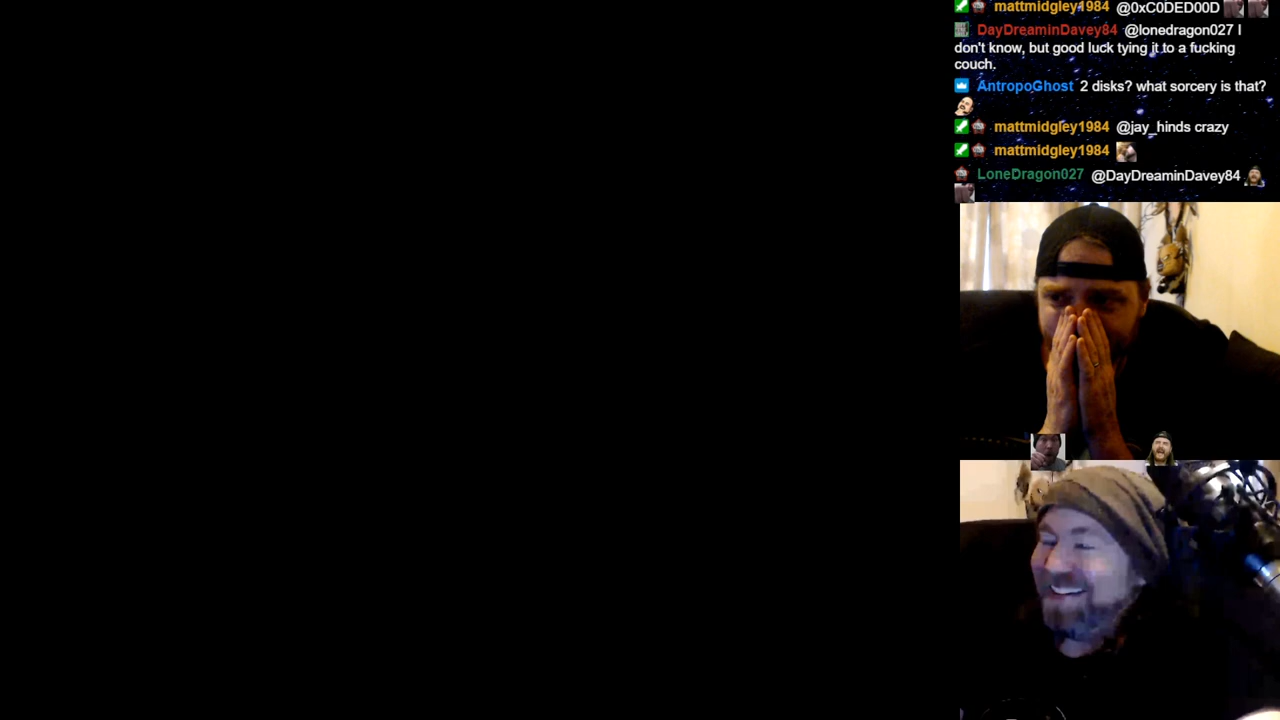 mattmidgley1984 @0xC0DED00D
DayDreaminDavey84 @lonedragon027 I
don't know, but good luck tying it to a fucking
couch.
AntropoGhost 2 disks? what sorcery is that?
mattmidgley1984 @jay_hinds crazy
mattmidgley1984
LoneDragon027 @DayDreaminDavey84